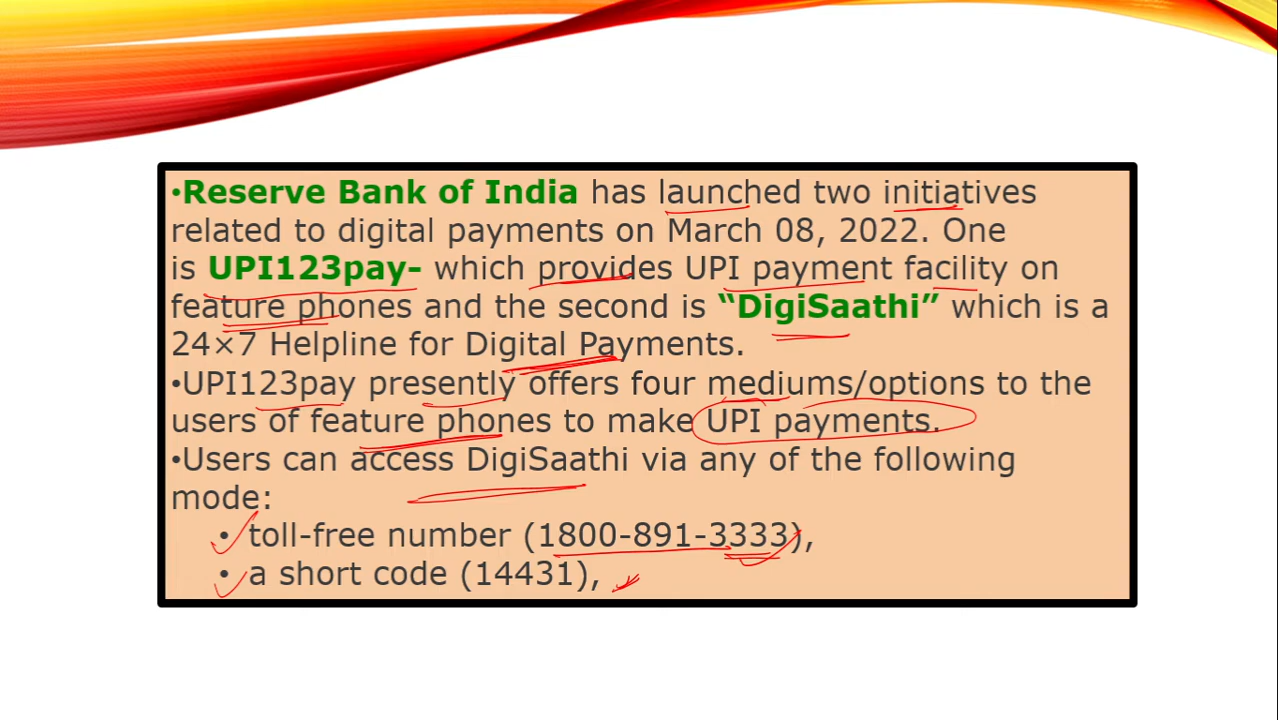 •Reserve Bank of India has launched two initiatives
related to digital payments on March 08, 2022. One
is UPI123pay- which provides UPI payment facility on
feature phones and the second is “DigiSaathi” which is a
24×7 Helpline for Digital Payments.
•UPI123pay presently offers four mediums/options to the
users of feature phones to make UPI payments.
•Users can access DigiSaathi via any of the following
mode:
• toll-free number (1800-891-3333),
• a short code (14431),